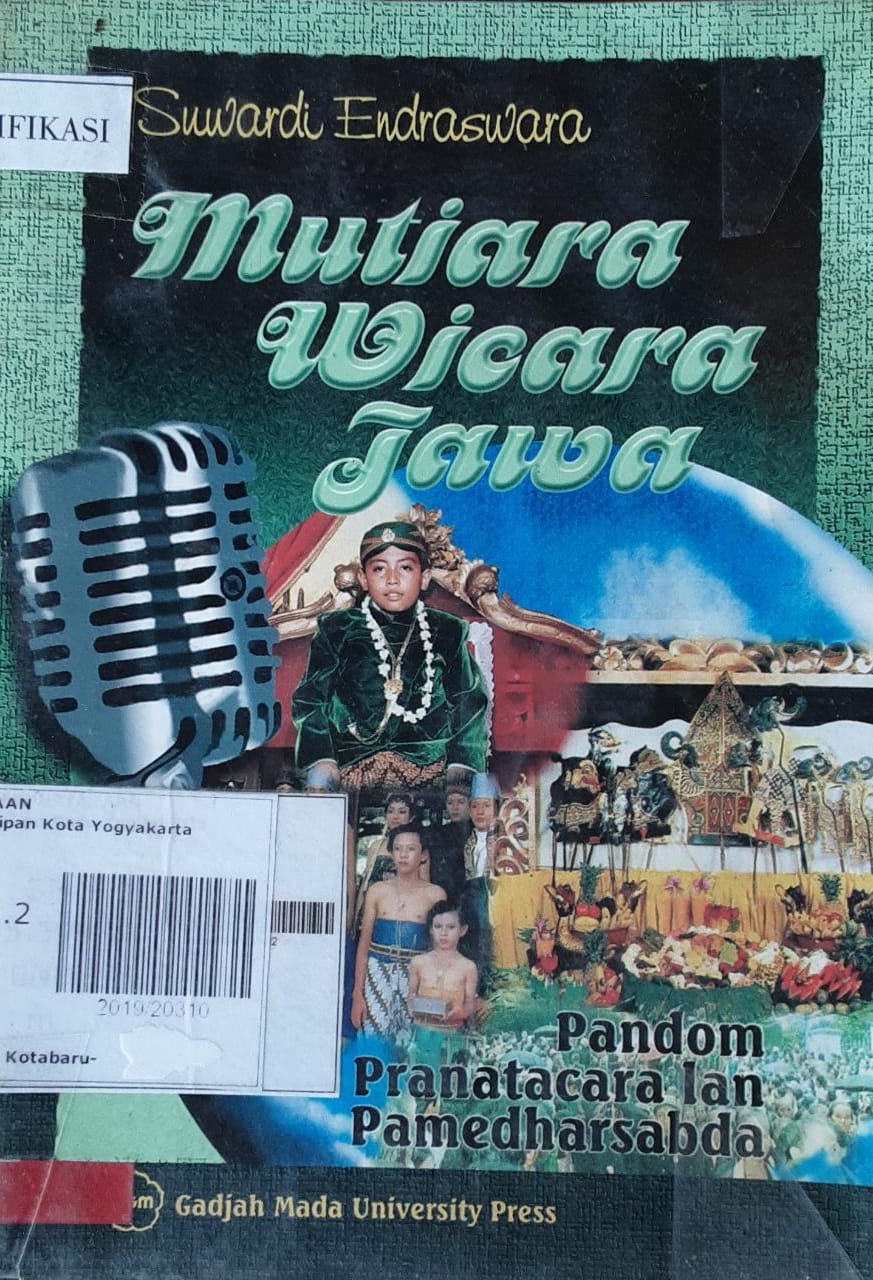 IFIKASI
Suwardi Endraswara
Mutiara
Wicara
Jawa
AAN
ipan Kota Yogyakarta
.2
2
2019/20310
Kotabaru-
Pandom
Pranatacara lan
Pamedharsabda
Gadjah Mada University Press